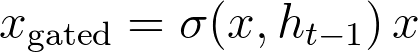 x_gated = σ(x, h_{t−1}) x